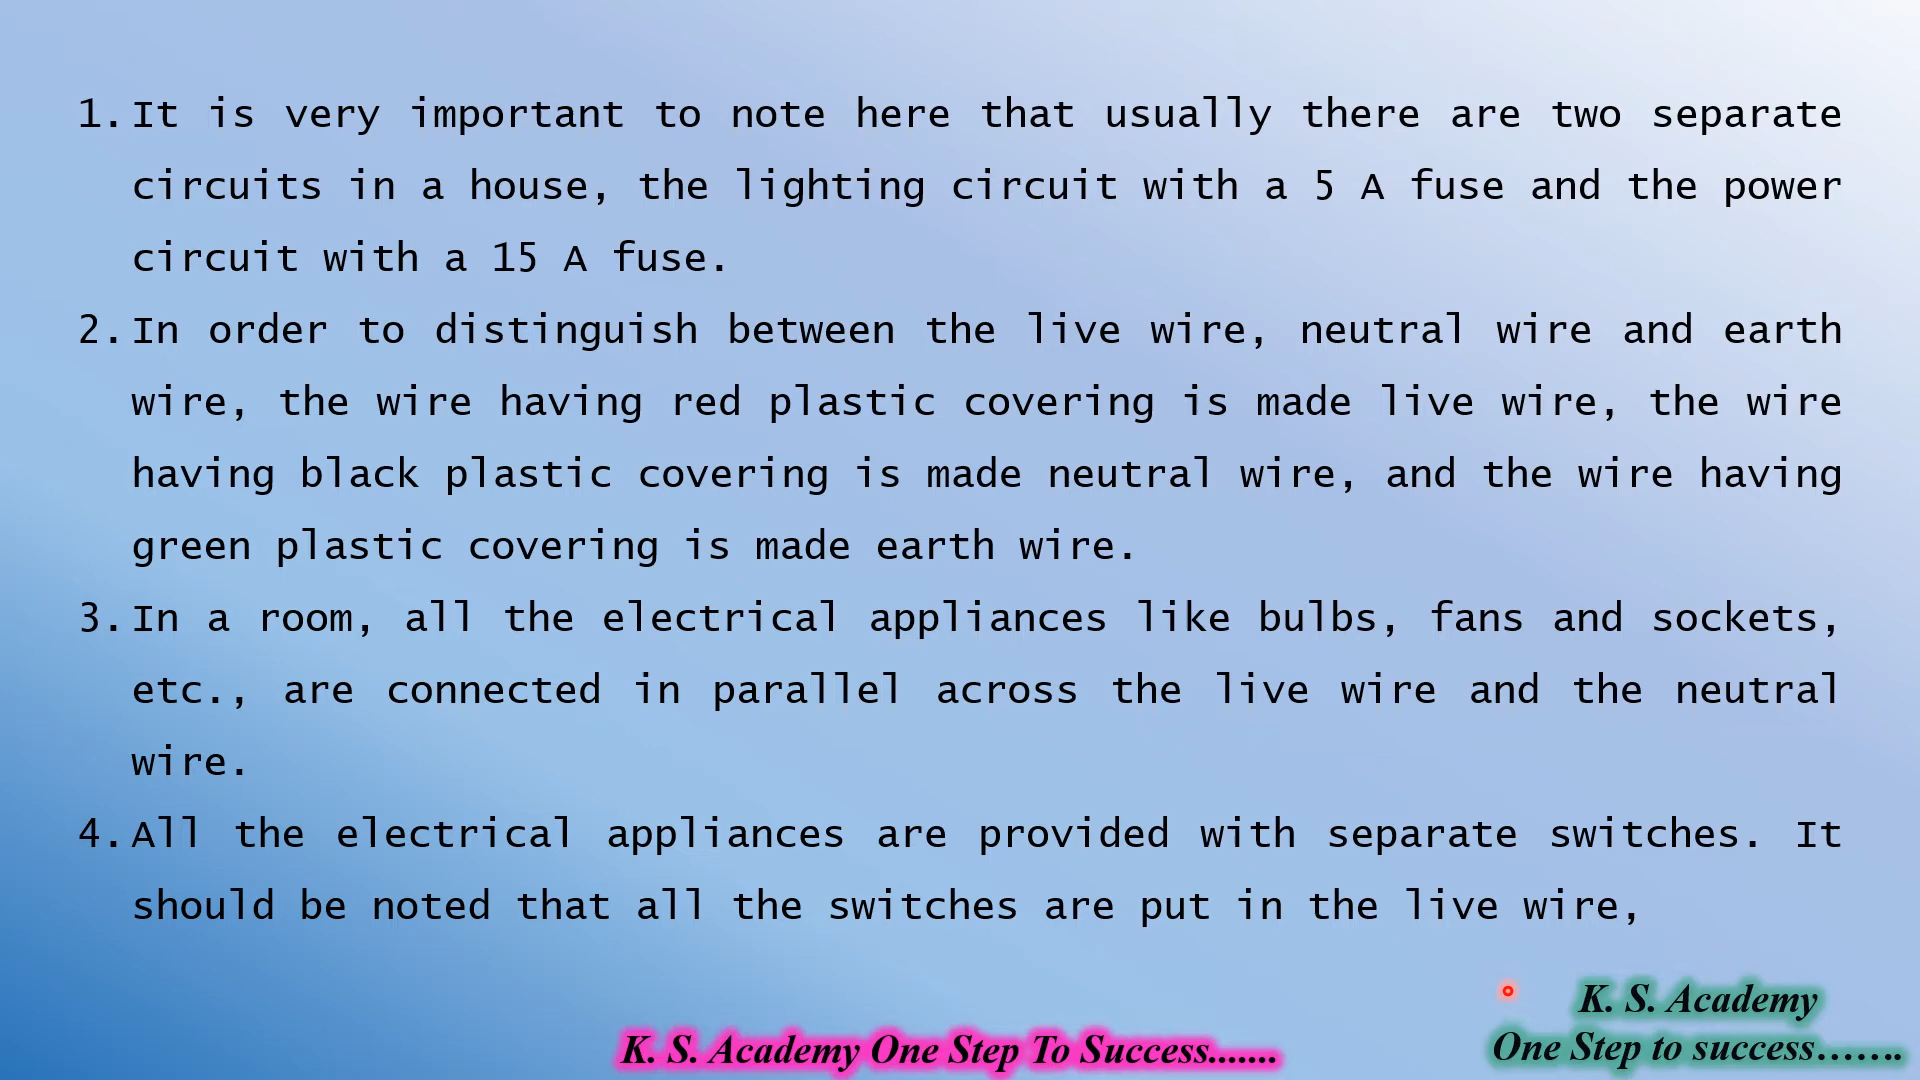 1. It is very important to note here that usually there are two separate
circuits in a house, the lighting circuit with a 5 A fuse and the power
circuit with a 15 A fuse.
2. In order to distinguish between the live wire, neutral wire and earth
wire, the wire having red plastic covering is made live wire, the wire
having black plastic covering is made neutral wire, and the wire having
green plastic covering is made earth wire.
3. In a room, all the electrical appliances like bulbs, fans and sockets,
etc., are connected in parallel across the live wire and the neutral
wire.
4. All the electrical appliances are provided with separate switches. It
should be noted that all the switches are put in the live wire,
K. S. Academy
One Step to success…….
K. S. Academy One Step To Success.......